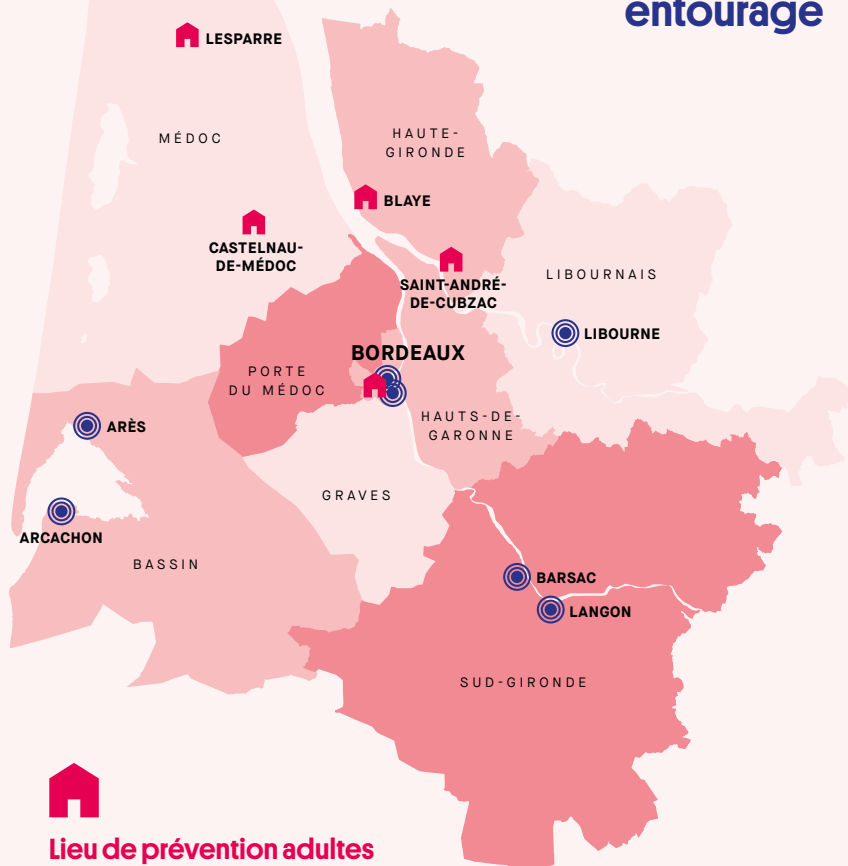 entourage
LESPARRE
MÉDOC
HAUTE-
GIRONDE
BLAYE
CASTELNAU-
DE-MÉDOC
SAINT-ANDRÉ-
DE-CUBZAC
LIBOURNAIS
LIBOURNE
BORDEAUX
PORTE
DU MÉDOC
HAUTS-DE-
GARONNE
ARÈS
GRAVES
ARCACHON
BASSIN
BARSAC
LANGON
SUD-GIRONDE
Lieu de prévention adultes